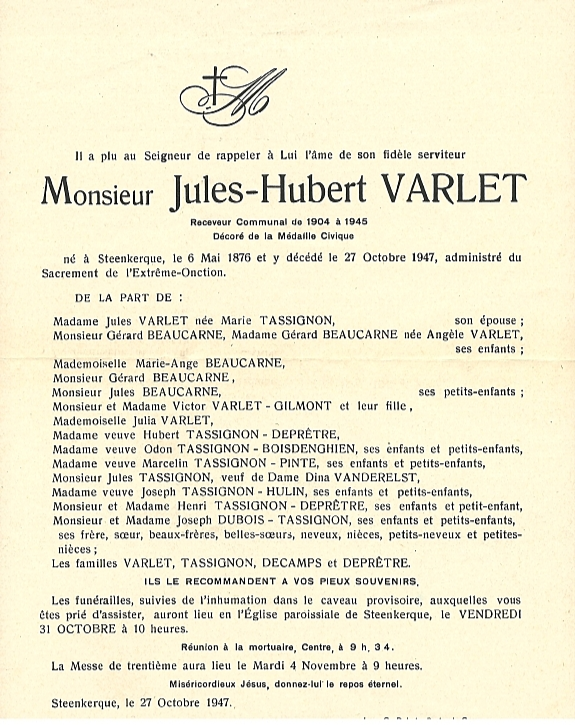 Il a plu au Seigneur de rappeler à Lui l'âme de son fidèle serviteur
Monsieur Jules-Hubert VARLET
Receveur Communal de 1904 à 1945
Décoré de la Médaille Civique
né à Steenkerque, le 6 Mai 1876 et y décédé le 27 Octobre 1947, administré du
Sacrement de l'Extrême-Onction.
DE LA PART DE :
Madame Jules VARLET née Marie TASSIGNON, son épouse ;
Monsieur Gérard BEAUCARNE, Madame Gérard BEAUCARNE née Angèle VARLET,
ses enfants ;
Mademoiselle Marie-Ange BEAUCARNE,
Monsieur Gérard BEAUCARNE,
Monsieur Jules BEAUCARNE, ses petits-enfants ;
Monsieur et Madame Victor VARLET - GILMONT et leur fille,
Mademoiselle Julia VARLET,
Madame veuve Hubert TASSIGNON - DEPRÊTRE,
Madame veuve Odon TASSIGNON - BOISDENGHIEN, ses enfants et petits-enfants,
Madame veuve Marcelin TASSIGNON - PINTE, ses enfants et petits-enfants,
Monsieur Jules TASSIGNON, veuf de Dame Dina VANDERELST,
Madame veuve Joseph TASSIGNON - HULIN, ses enfants et petits-enfants,
Monsieur et Madame Henri TASSIGNON - DEPRÊTRE, ses enfants et petit-enfant,
Monsieur et Madame Joseph DUBOIS - TASSIGNON, ses enfants et petits-enfants,
ses frère, sœur, beaux-frères, belles-sœurs, neveux, nièces, petits-neveux et petites-
nièces ;
Les familles VARLET, TASSIGNON, DECAMPS et DEPRÊTRE.
ILS LE RECOMMANDENT A VOS PIEUX SOUVENIRS.
Les funérailles, suivies de l'inhumation dans le caveau provisoire, auxquelles vous
êtes prié d'assister, auront lieu en l'Église paroissiale de Steenkerque, le VENDREDI
31 OCTOBRE à 10 heures.
Réunion à la mortuaire, Centre, à 9 h. 34.
La Messe de trentième aura lieu le Mardi 4 Novembre à 9 heures.
Miséricordieux Jésus, donnez-lui le repos éternel.
Steenkerque, le 27 Octobre 1947.